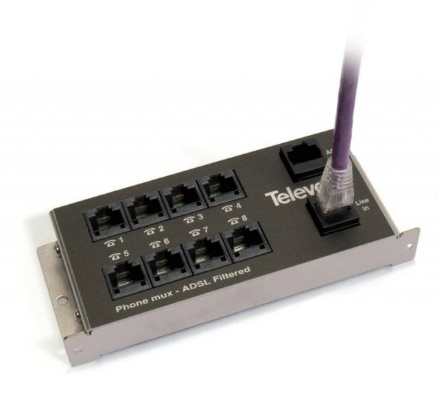 1 2 3 4
5 6 7 8
Line
In
Phone mux - ADSL Filtered